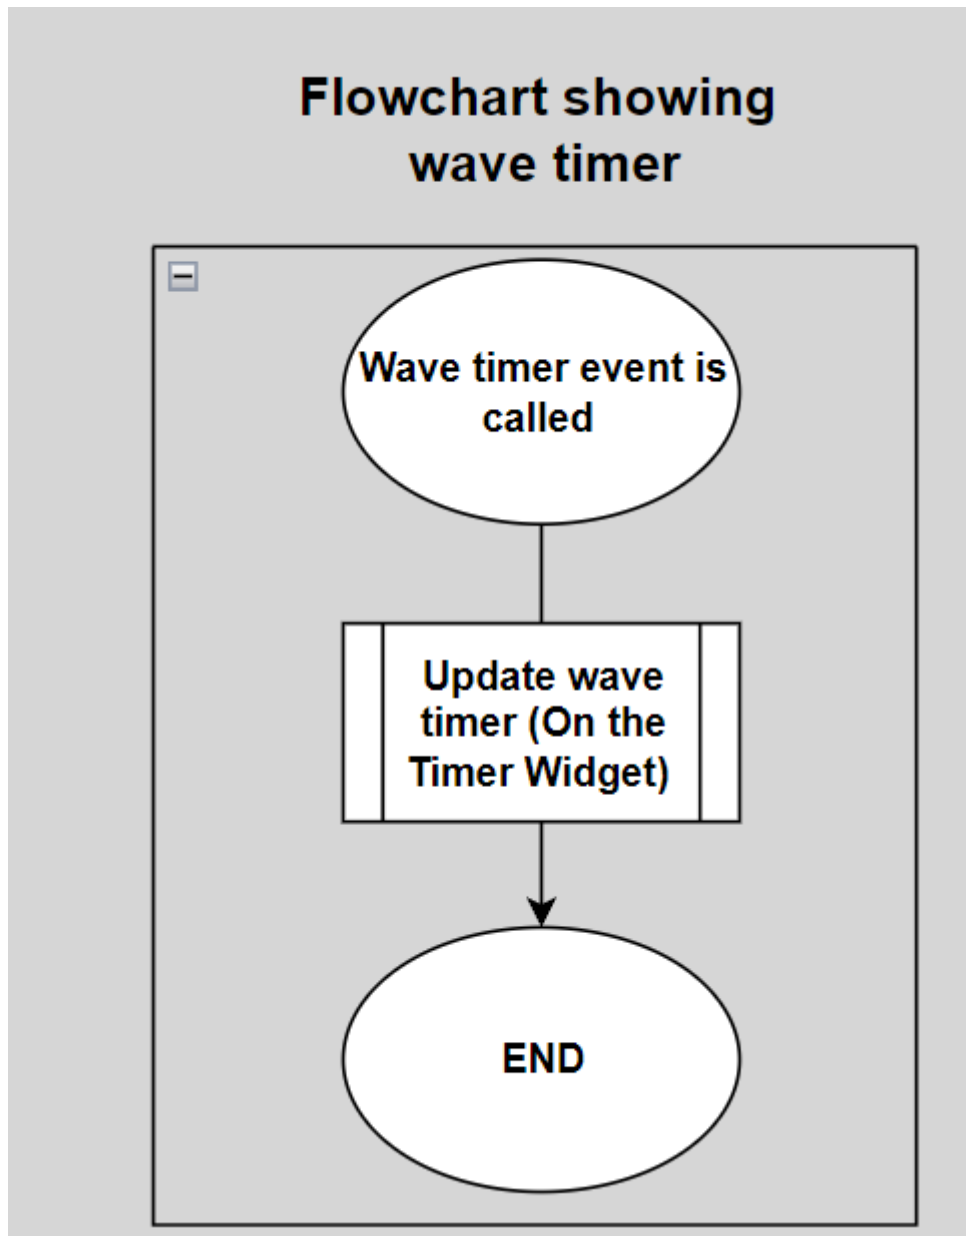 Flowchart showing
wave timer
Wave timer event is
called
Update wave
timer (On the
Timer Widget)
END